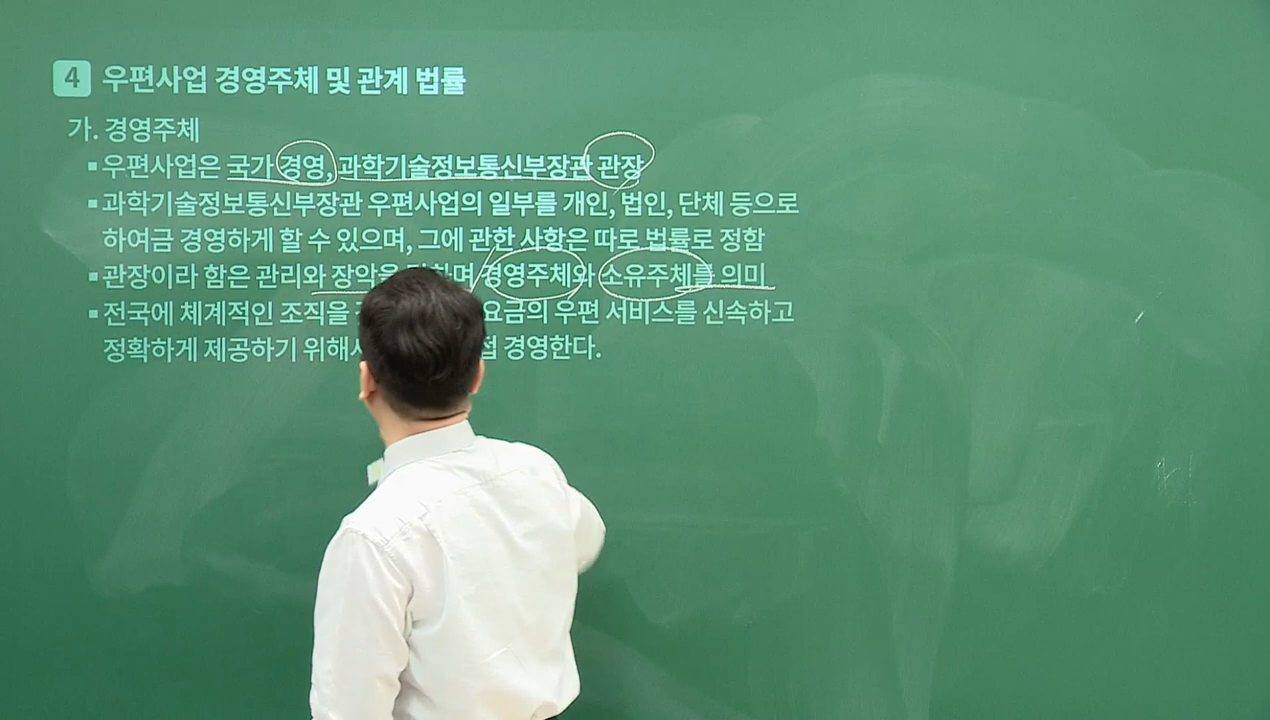 4 우편사업 경영주체 및 관계 법률
가. 경영주체
▪우편사업은 국가 경영, 과학기술정보통신부장관 관장
▪과학기술정보통신부장관 우편사업의 일부를 개인, 법인, 단체 등으로
하여금 경영하게 할 수 있으며, 그에 관한 사항은 따로 법률로 정함
▪관장이라 함은 관리와 장악을 경영주체와 소유주체를 의미
▪전국에 체계적인 조직을 요금의 우편 서비스를 신속하고
정확하게 제공하기 위해서 경영한다.